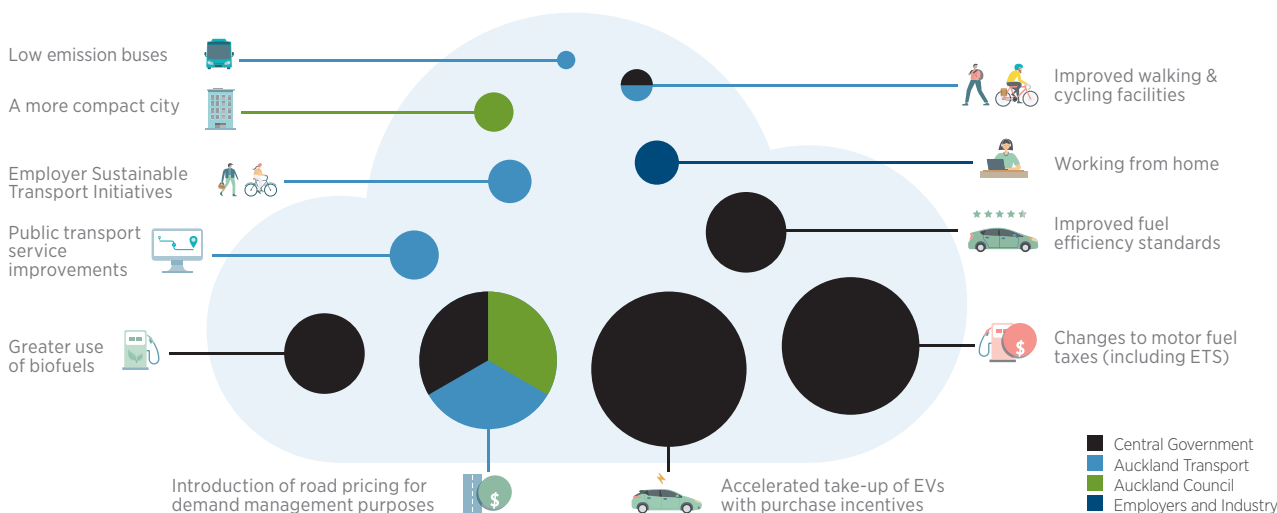 Low emission buses
A more compact city
Employer Sustainable
Transport Initiatives
Public transport
service
improvements
Greater use
of biofuels
Introduction of road pricing for
demand management purposes
$
Accelerated take-up of EVs
with purchase incentives
Improved walking &
cycling facilities
Working from home
Improved fuel
efficiency standards
$
Changes to motor fuel
taxes (including ETS)
Central Government
Auckland Transport
Auckland Council
Employers and Industry